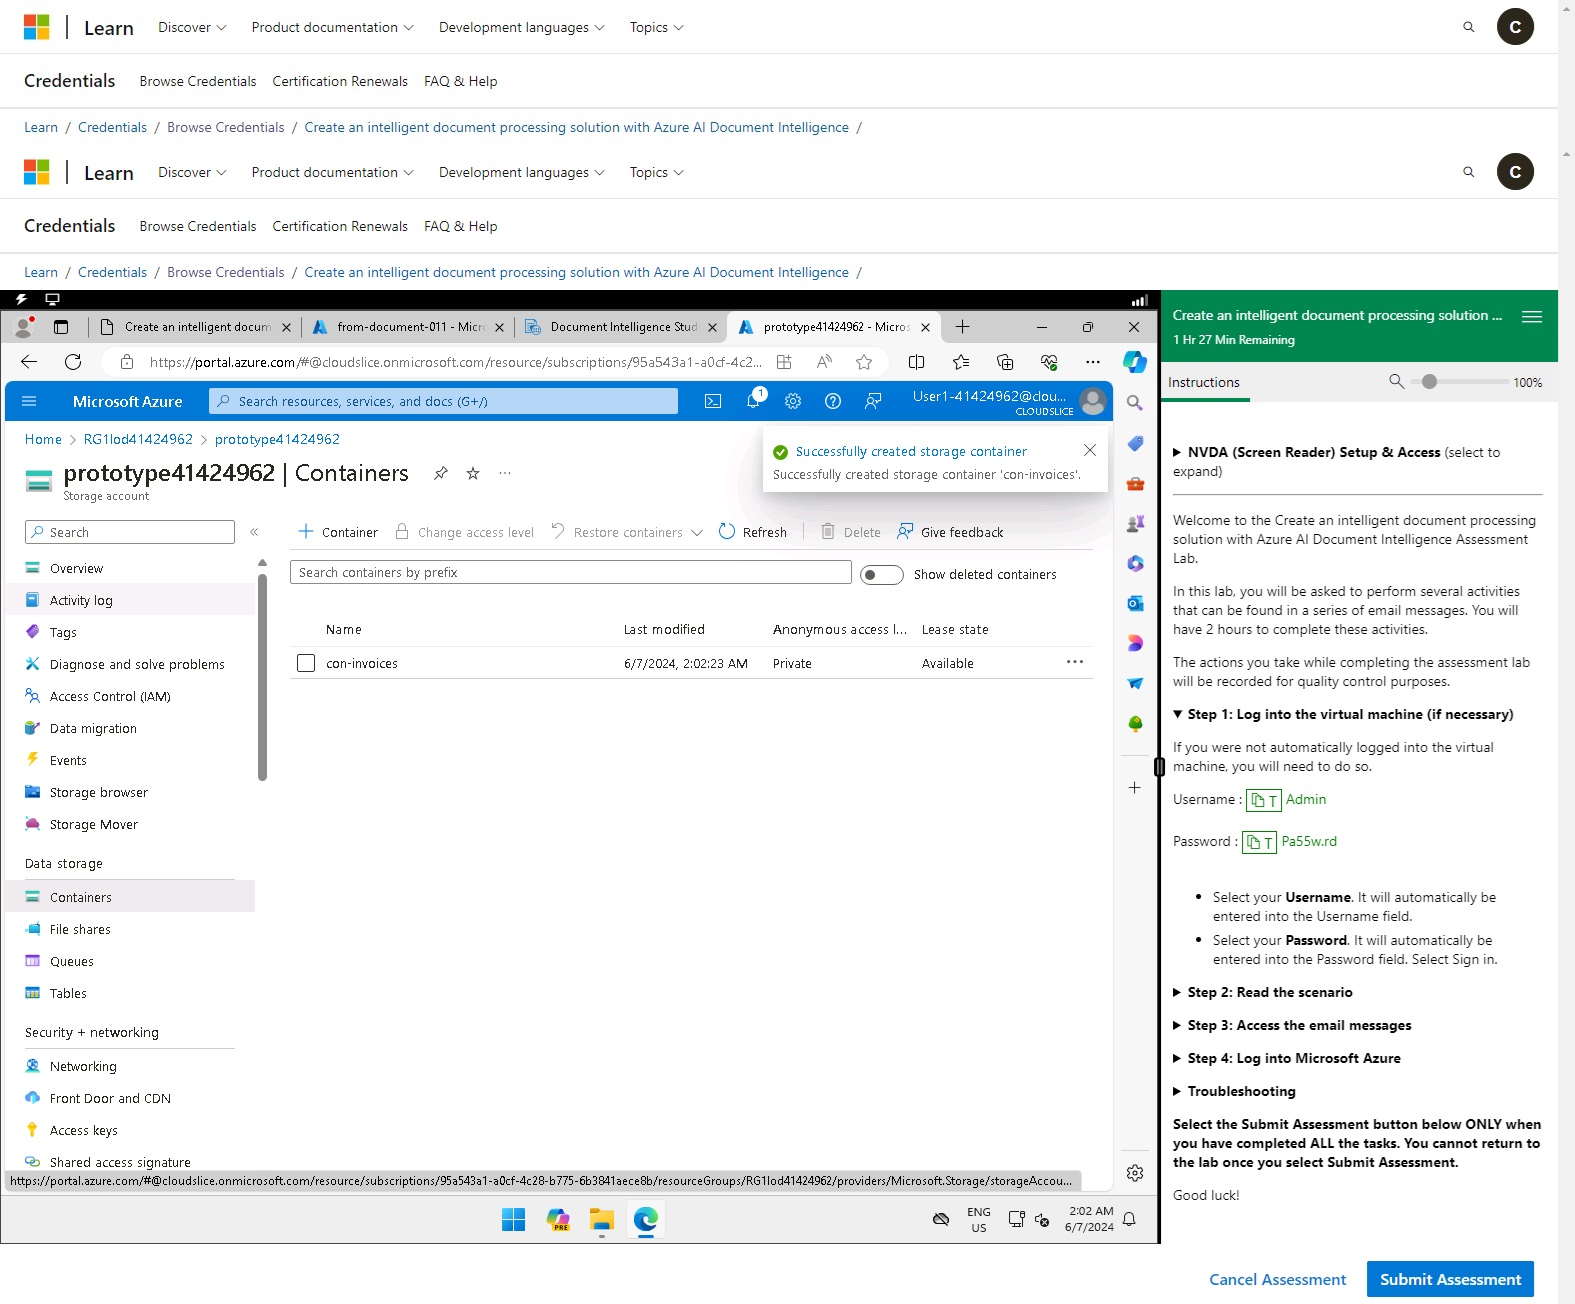 Learn Discover Product documentation Development languages Topics C
Credentials Browse Credentials Certification Renewals FAQ & Help
Learn / Credentials / Browse Credentials / Create an intelligent document processing solution with Azure AI Document Intelligence /
Learn Discover Product documentation Development languages Topics C
Credentials Browse Credentials Certification Renewals FAQ & Help
Learn / Credentials / Browse Credentials / Create an intelligent document processing solution with Azure AI Document Intelligence /
Create an intelligent docum from-document-011 - Micr Document Intelligence Stud prototype41424962 - Micros
https://portal.azure.com/#@cloudslice.onmicrosoft.com/resource/subscriptions/95a543a1-a0cf-4c2...
Microsoft Azure Search resources, services, and docs (G+/) 1 User1-41424962@clou...
CLOUDSLICE
Home > RG1lod41424962 > prototype41424962
prototype41424962 | Containers ...
Storage account
Successfully created storage container
Successfully created storage container 'con-invoices'.
Search «
Container Change access level Restore containers Refresh Delete Give feedback
Search containers by prefix Show deleted containers
Name Last modified Anonymous access l... Lease state
con-invoices 6/7/2024, 2:02:23 AM Private Available ...
Overview
Activity log
Tags
Diagnose and solve problems
Access Control (IAM)
Data migration
Events
Storage browser
Storage Mover
Data storage
Containers
File shares
Queues
Tables
Security + networking
Networking
Front Door and CDN
Access keys
Shared access signature
https://portal.azure.com/#@cloudslice.onmicrosoft.com/resource/subscriptions/95a543a1-a0cf-4c28-b775-6b3841aece8b/resourceGroups/RG1lod41424962/providers/Microsoft.Storage/storageAccou...
PRE
ENG
US
2:02 AM
6/7/2024
Create an intelligent document processing solution ...
1 Hr 27 Min Remaining
Instructions 100%
NVDA (Screen Reader) Setup & Access (select to
expand)
Welcome to the Create an intelligent document processing
solution with Azure AI Document Intelligence Assessment
Lab.
In this lab, you will be asked to perform several activities
that can be found in a series of email messages. You will
have 2 hours to complete these activities.
The actions you take while completing the assessment lab
will be recorded for quality control purposes.
Step 1: Log into the virtual machine (if necessary)
If you were not automatically logged into the virtual
machine, you will need to do so.
Username : T Admin
Password : T Pa55w.rd
• Select your Username. It will automatically be
entered into the Username field.
• Select your Password. It will automatically be
entered into the Password field. Select Sign in.
Step 2: Read the scenario
Step 3: Access the email messages
Step 4: Log into Microsoft Azure
Troubleshooting
Select the Submit Assessment button below ONLY when
you have completed ALL the tasks. You cannot return to
the lab once you select Submit Assessment.
Good luck!
Cancel Assessment Submit Assessment